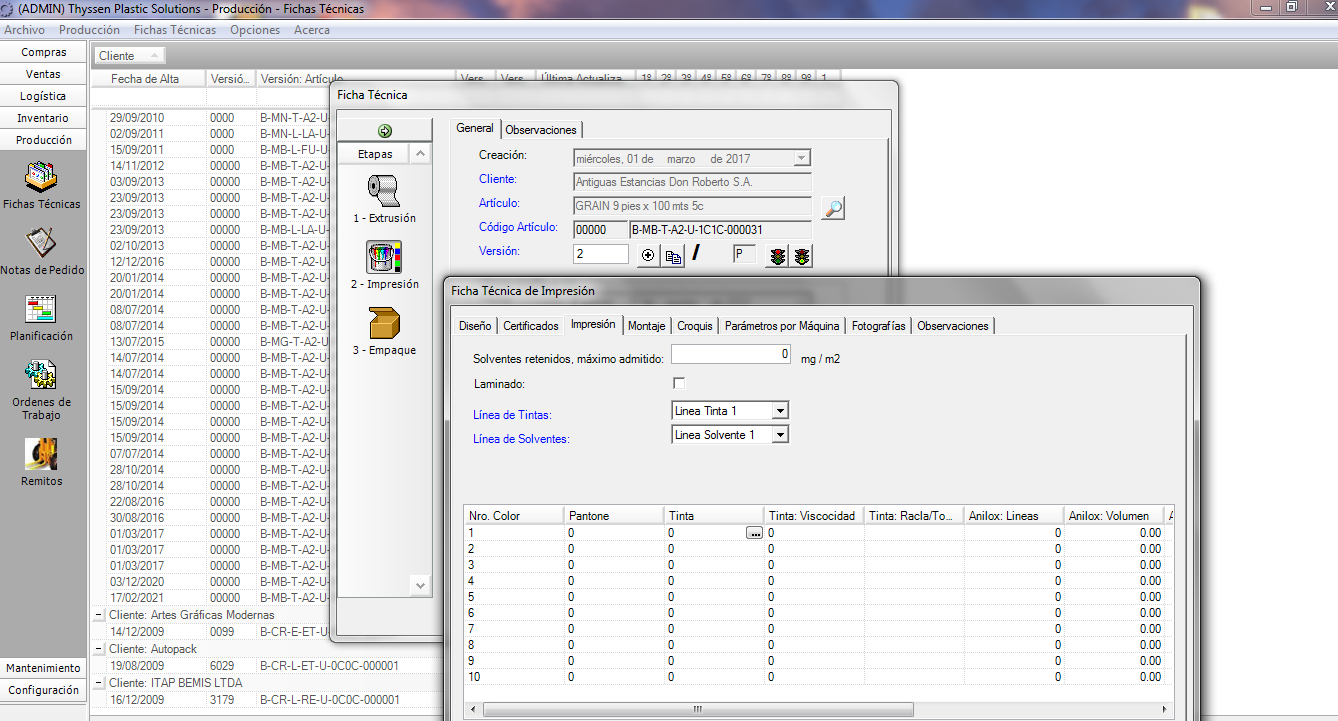 (ADMIN) Thyssen Plastic Solutions - Producción - Fichas Técnicas
Archivo Producción Fichas Técnicas Opciones Acerca
Compras
Ventas
Logística
Inventario
Producción
Fichas Técnicas
Notas de Pedido
Planificación
Ordenes de
Trabajo
Remitos
Mantenimiento
Configuración
Cliente
Fecha de Alta Versió... Versión: Artículo Vers... Vers... Última Actualiza... 1º 2º 3º 4º 5º 6º 7º 8º 9º 1...
29/09/2010 0000 B-MN-T-A2-U-
02/09/2011 0000 B-MN-L-LA-U-
15/09/2011 0000 B-MB-L-FU-U-
14/11/2012 00000 B-MB-T-A2-U-
03/09/2013 00000 B-MB-T-A2-U-
23/09/2013 00000 B-MB-T-A2-U-
23/09/2013 00000 B-MB-T-A2-U-
23/09/2013 00000 B-MB-L-LA-U-
02/10/2013 00000 B-MB-T-A2-U-
12/12/2016 00000 B-MB-T-A2-U-
20/01/2014 00000 B-MB-T-A2-U-
20/01/2014 00000 B-MB-T-A2-U-
08/07/2014 00000 B-MB-T-A2-U-
08/07/2014 00000 B-MB-T-A2-U-
13/07/2015 00000 B-MG-T-A2-U-
14/07/2014 00000 B-MB-T-A2-U-
14/07/2014 00000 B-MB-T-A2-U-
15/09/2014 00000 B-MB-T-A2-U-
15/09/2014 00000 B-MB-T-A2-U-
15/09/2014 00000 B-MB-T-A2-U-
15/09/2014 00000 B-MB-T-A2-U-
07/07/2014 00000 B-MB-T-A2-U-
28/10/2014 00000 B-MB-T-A2-U-
28/10/2014 00000 B-MB-T-A2-U-
22/08/2016 00000 B-MB-T-A2-U-
30/08/2016 00000 B-MB-T-A2-U-
01/03/2017 00000 B-MB-T-A2-U-
01/03/2017 00000 B-MB-T-A2-U-
01/03/2017 00000 B-MB-T-A2-U-
03/12/2020 00000 B-MB-T-A2-U-
17/02/2021 00000 B-MB-T-A2-U-
Cliente: Artes Gráficas Modernas
14/12/2009 0099 B-CR-E-ET-U-
Cliente: Autopack
19/08/2009 6029 B-CR-L-ET-U-0C0C-000001
Cliente: ITAP BEMIS LTDA
16/12/2009 3179 B-CR-L-RE-U-0C0C-000001
Ficha Técnica
Etapas
1 - Extrusión
2 - Impresión
3 - Empaque
General Observaciones
Creación: miércoles, 01 de marzo de 2017
Cliente: Antiguas Estancias Don Roberto S.A.
Artículo: GRAIN 9 pies x 100 mts 5c
Código Artículo: 00000 B-MB-T-A2-U-1C1C-000031
Versión: 2 / P
Ficha Técnica de Impresión
Diseño Certificados Impresión Montaje Croquis Parámetros por Máquina Fotografías Observaciones
Solventes retenidos, máximo admitido: 0 mg / m2
Laminado:
Línea de Tintas: Linea Tinta 1
Línea de Solventes: Linea Solvente 1
Nro. Color Pantone Tinta Tinta: Viscocidad Tinta: Racla/To... Anilox: Lineas Anilox: Volumen A
1 0 0 ... 0 0 0.00
2 0 0 0 0 0.00
3 0 0 0 0 0.00
4 0 0 0 0 0.00
5 0 0 0 0 0.00
6 0 0 0 0 0.00
7 0 0 0 0 0.00
8 0 0 0 0 0.00
9 0 0 0 0 0.00
10 0 0 0 0 0.00